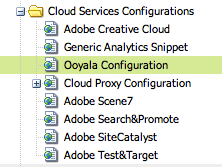 Cloud Services Configurations
Adobe Creative Cloud
Generic Analytics Snippet
Ooyala Configuration
Cloud Proxy Configuration
Adobe Scene7
Adobe Search&Promote
Adobe SiteCatalyst
Adobe Test&Target